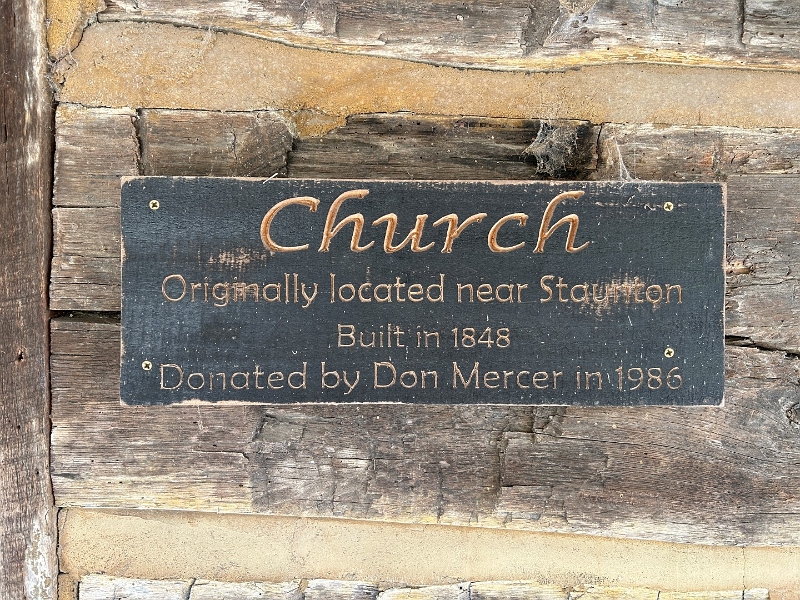 Church
Originally located near Staunton
Built in 1848
Donated by Don Mercer in 1986